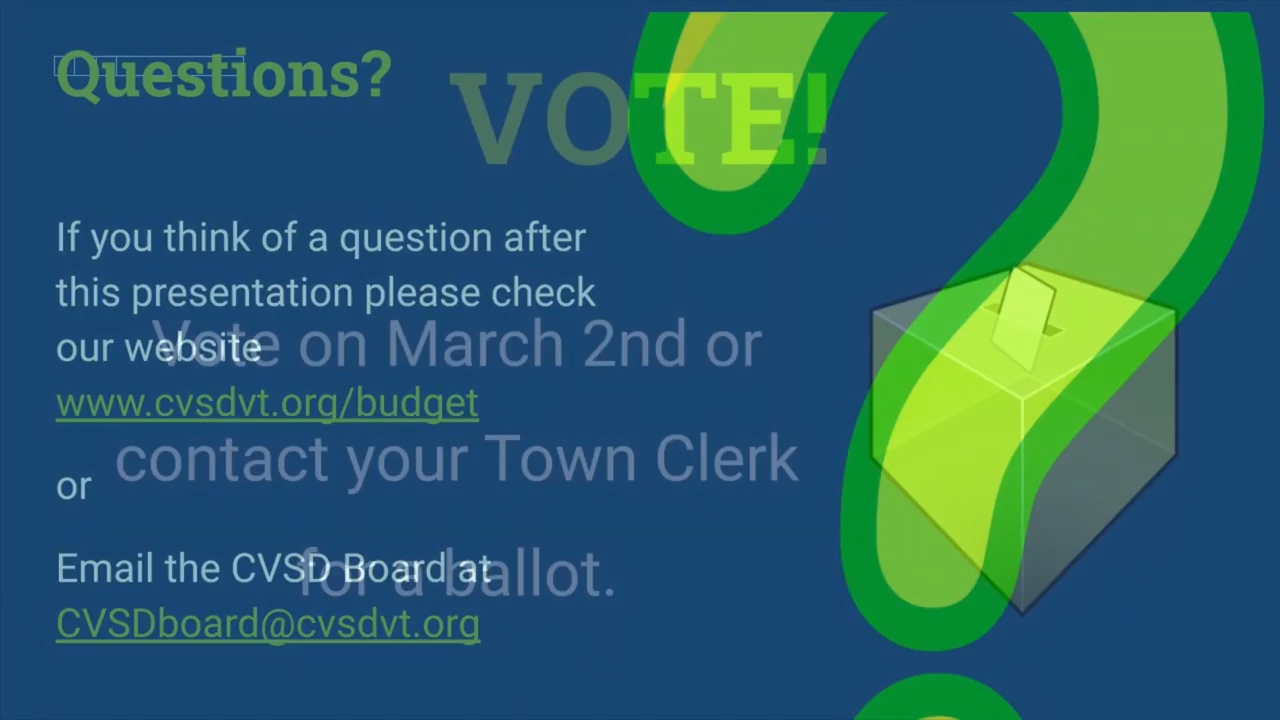 Questions?
VOTE!
If you think of a question after
this presentation please check
our website
www.cvsdvt.org/budget
or
Email the CVSD Board at
CVSDboard@cvsdvt.org
Vote on March 2nd or
contact your Town Clerk
for a ballot.